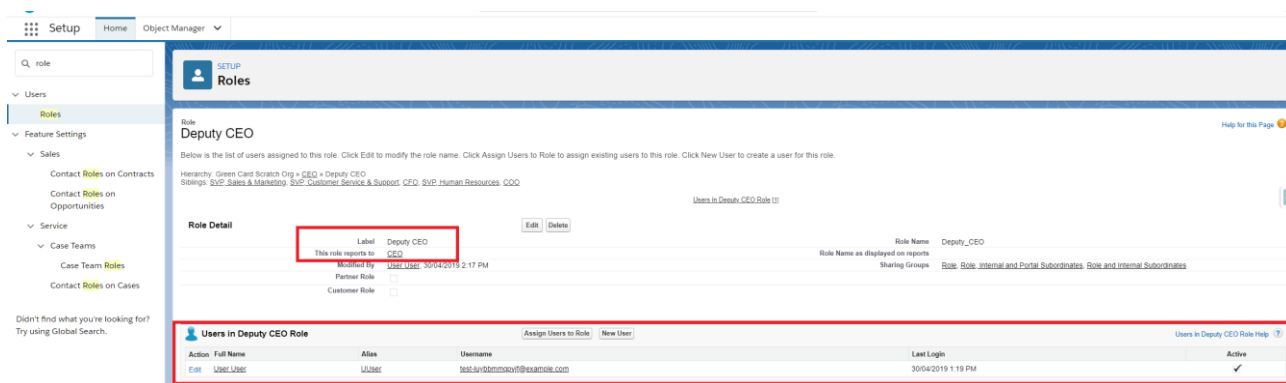 Setup Home Object Manager
role
Users
Roles
Feature Settings
Sales
Contact Roles on Contracts
Contact Roles on
Opportunities
Service
Case Teams
Case Team Roles
Contact Roles on Cases
Didn't find what you're looking for?
Try using Global Search.
SETUP
Roles
Role
Deputy CEO
Help for this Page
Below is the list of users assigned to this role. Click Edit to modify the role name. Click Assign Users to Role to assign existing users to this role. Click New User to create a user for this role.
Hierarchy: Green Card Scratch Org » CEO » Deputy CEO
Siblings: SVP, Sales & Marketing, SVP, Customer Service & Support, CFO, SVP, Human Resources, COO
Users in Deputy CEO Role [1]
Role Detail Edit Delete
Label Deputy CEO Role Name Deputy_CEO
This role reports to CEO Role Name as displayed on reports
Modified By User User, 30/04/2019 2:17 PM Sharing Groups Role, Role, Internal and Portal Subordinates, Role and Internal Subordinates
Partner Role
Customer Role
Users in Deputy CEO Role Assign Users to Role New User Users in Deputy CEO Role Help ?
Action Full Name Alias Username Last Login Active
Edit User User UUser 30/04/2019 1:19 PM